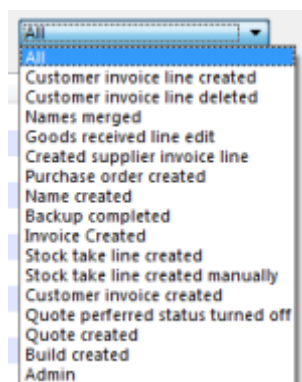 All
All
Customer invoice line created
Customer invoice line deleted
Names merged
Goods received line edit
Created supplier invoice line
Purchase order created
Name created
Backup completed
Invoice Created
Stock take line created
Stock take line created manually
Customer invoice created
Quote perferred status turned off
Quote created
Build created
Admin